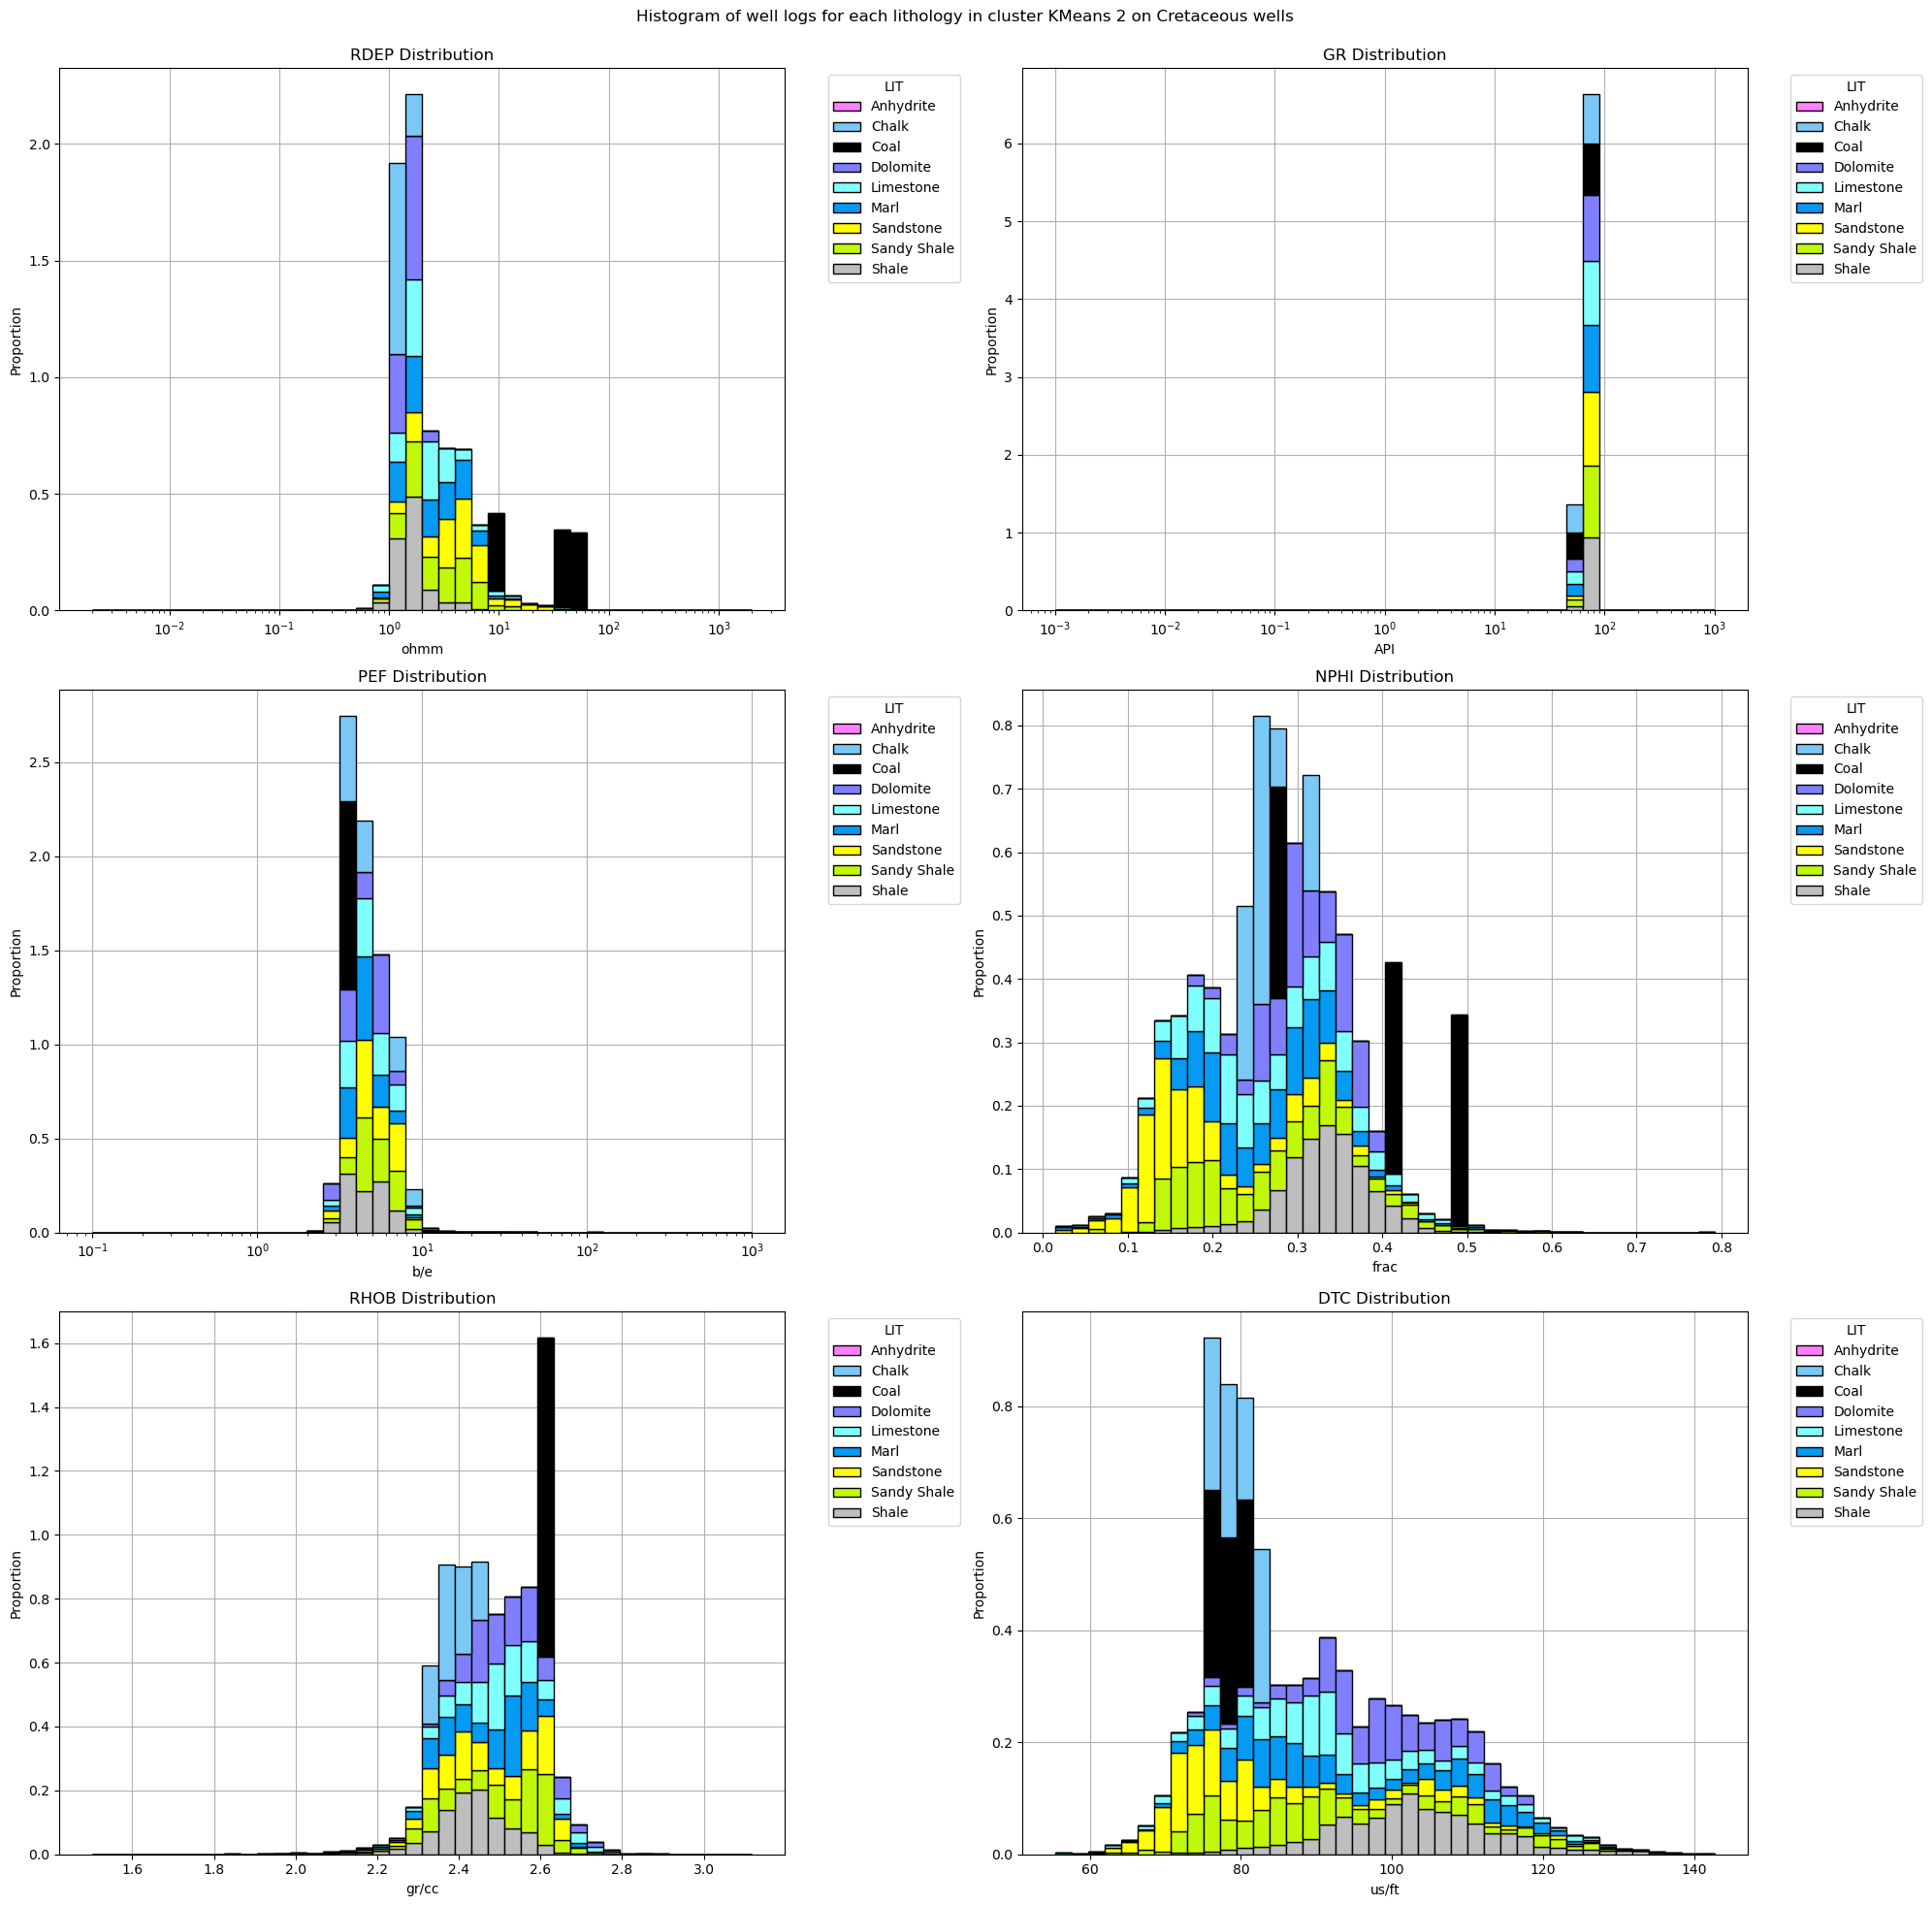 Histogram of well logs for each lithology in cluster KMeans 2 on Cretaceous wells
RDEP Distribution
Proportion
2.0
1.5
1.0
0.5
0.0
10⁻²
10⁻¹
10⁰
10¹
10²
10³
ohmm
LIT
Anhydrite
Chalk
Coal
Dolomite
Limestone
Marl
Sandstone
Sandy Shale
Shale
GR Distribution
Proportion
6
5
4
3
2
1
0
10⁻³
10⁻²
10⁻¹
10⁰
10¹
10²
10³
API
LIT
Anhydrite
Chalk
Coal
Dolomite
Limestone
Marl
Sandstone
Sandy Shale
Shale
PEF Distribution
Proportion
2.5
2.0
1.5
1.0
0.5
0.0
10⁻¹
10⁰
10¹
10²
10³
b/e
LIT
Anhydrite
Chalk
Coal
Dolomite
Limestone
Marl
Sandstone
Sandy Shale
Shale
NPHI Distribution
Proportion
0.8
0.7
0.6
0.5
0.4
0.3
0.2
0.1
0.0
0.0
0.1
0.2
0.3
0.4
0.5
0.6
0.7
0.8
frac
LIT
Anhydrite
Chalk
Coal
Dolomite
Limestone
Marl
Sandstone
Sandy Shale
Shale
RHOB Distribution
Proportion
1.6
1.4
1.2
1.0
0.8
0.6
0.4
0.2
0.0
1.6
1.8
2.0
2.2
2.4
2.6
2.8
3.0
gr/cc
LIT
Anhydrite
Chalk
Coal
Dolomite
Limestone
Marl
Sandstone
Sandy Shale
Shale
DTC Distribution
Proportion
0.8
0.6
0.4
0.2
0.0
60
80
100
120
140
us/ft
LIT
Anhydrite
Chalk
Coal
Dolomite
Limestone
Marl
Sandstone
Sandy Shale
Shale